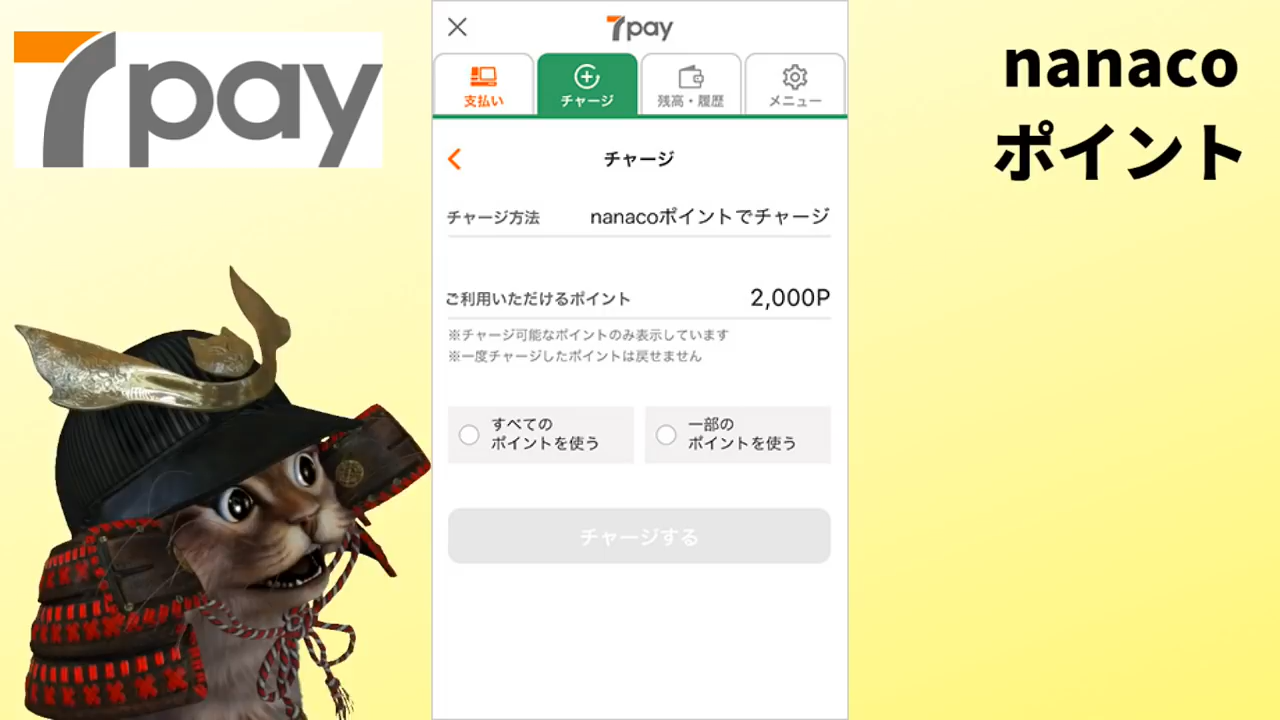 7pay
7pay
支払い
チャージ
残高・履歴
メニュー
チャージ
チャージ方法 nanacoポイントでチャージ
ご利用いただけるポイント 2,000P
※チャージ可能なポイントのみ表示しています
※一度チャージしたポイントは戻せません
すべての
ポイントを使う
一部の
ポイントを使う
チャージする
nanaco
ポイント